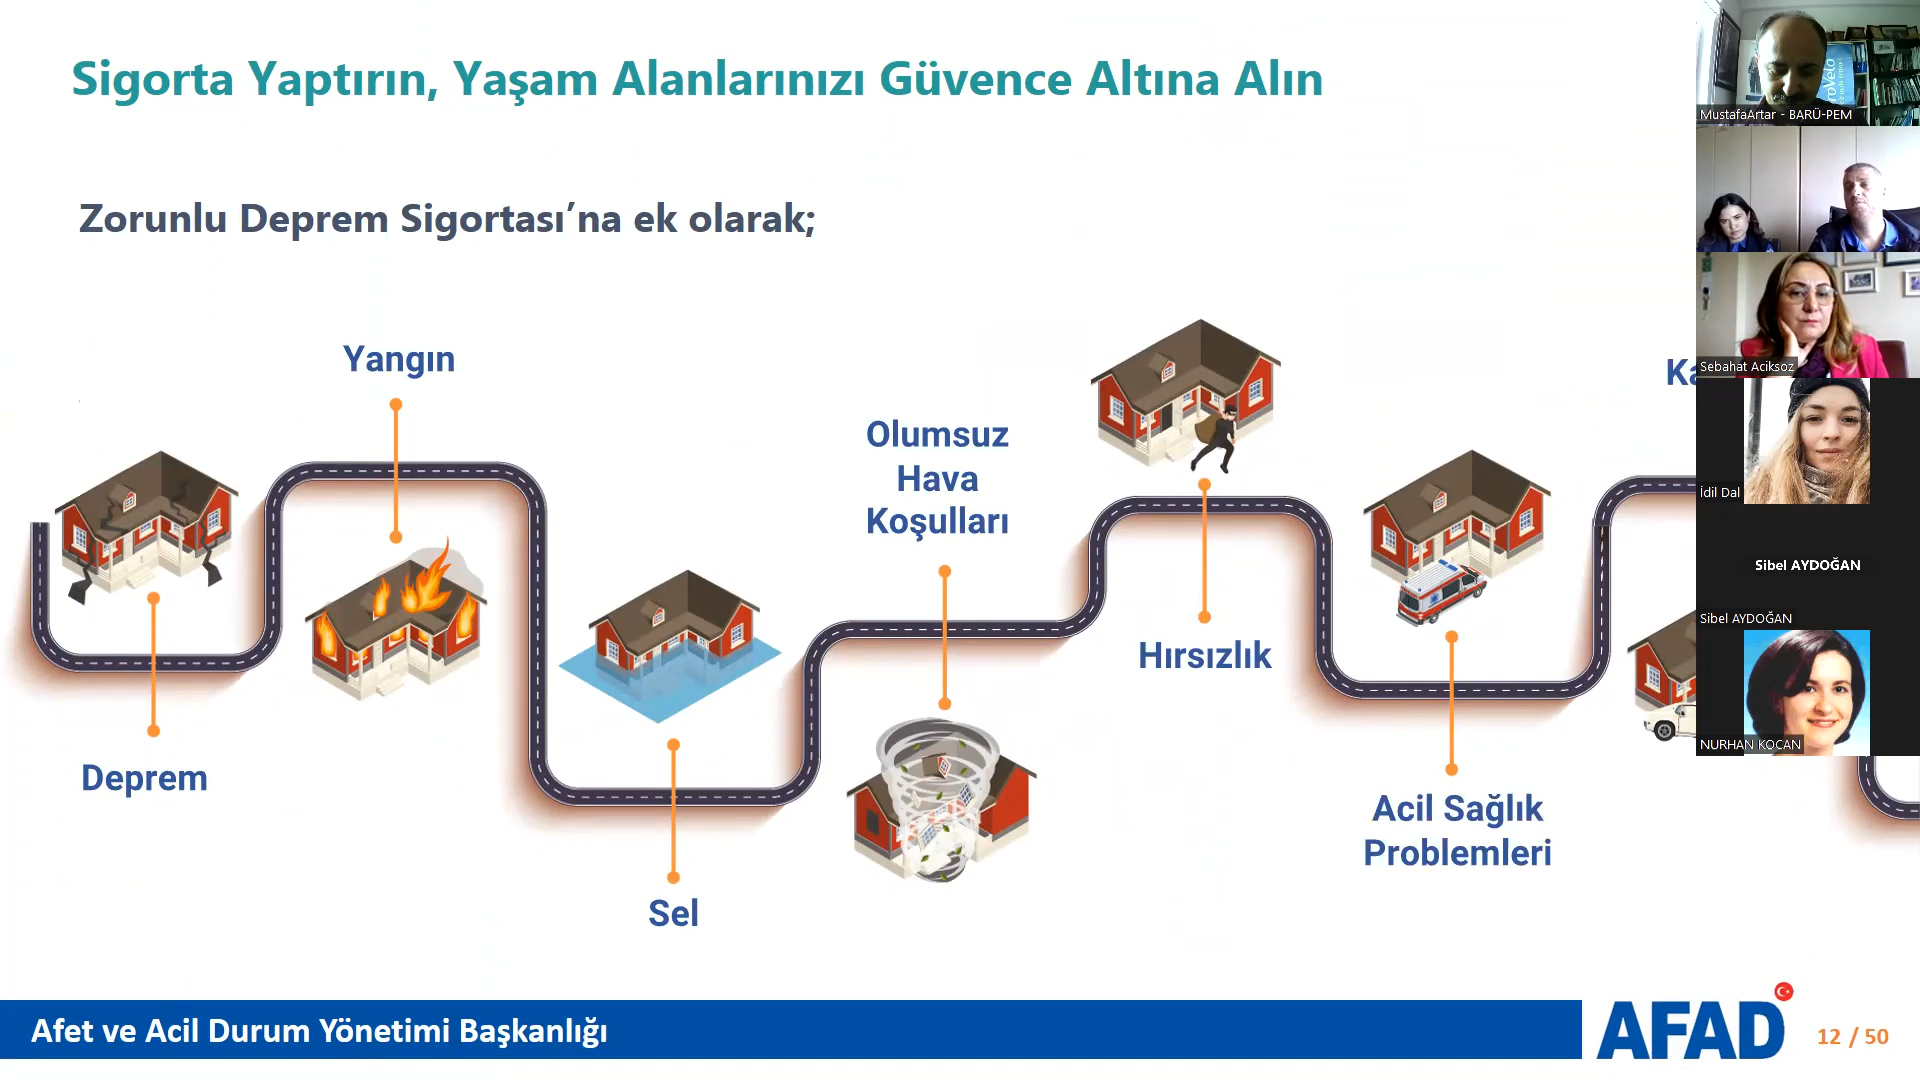 Sigorta Yaptırın, Yaşam Alanlarınızı Güvence Altına Alın
Zorunlu Deprem Sigortası’na ek olarak;
Yangın
Olumsuz
Hava
Koşulları
Hırsızlık
Deprem
Acil Sağlık
Problemleri
Sel
Afet ve Acil Durum Yönetimi Başkanlığı
AFAD
12 / 50
MustafaArtar - BARÜ-PEM
Sebahat Aciksoz
İdil Dal
Sibel AYDOĞAN
Sibel AYDOĞAN
NURHAN KOCAN